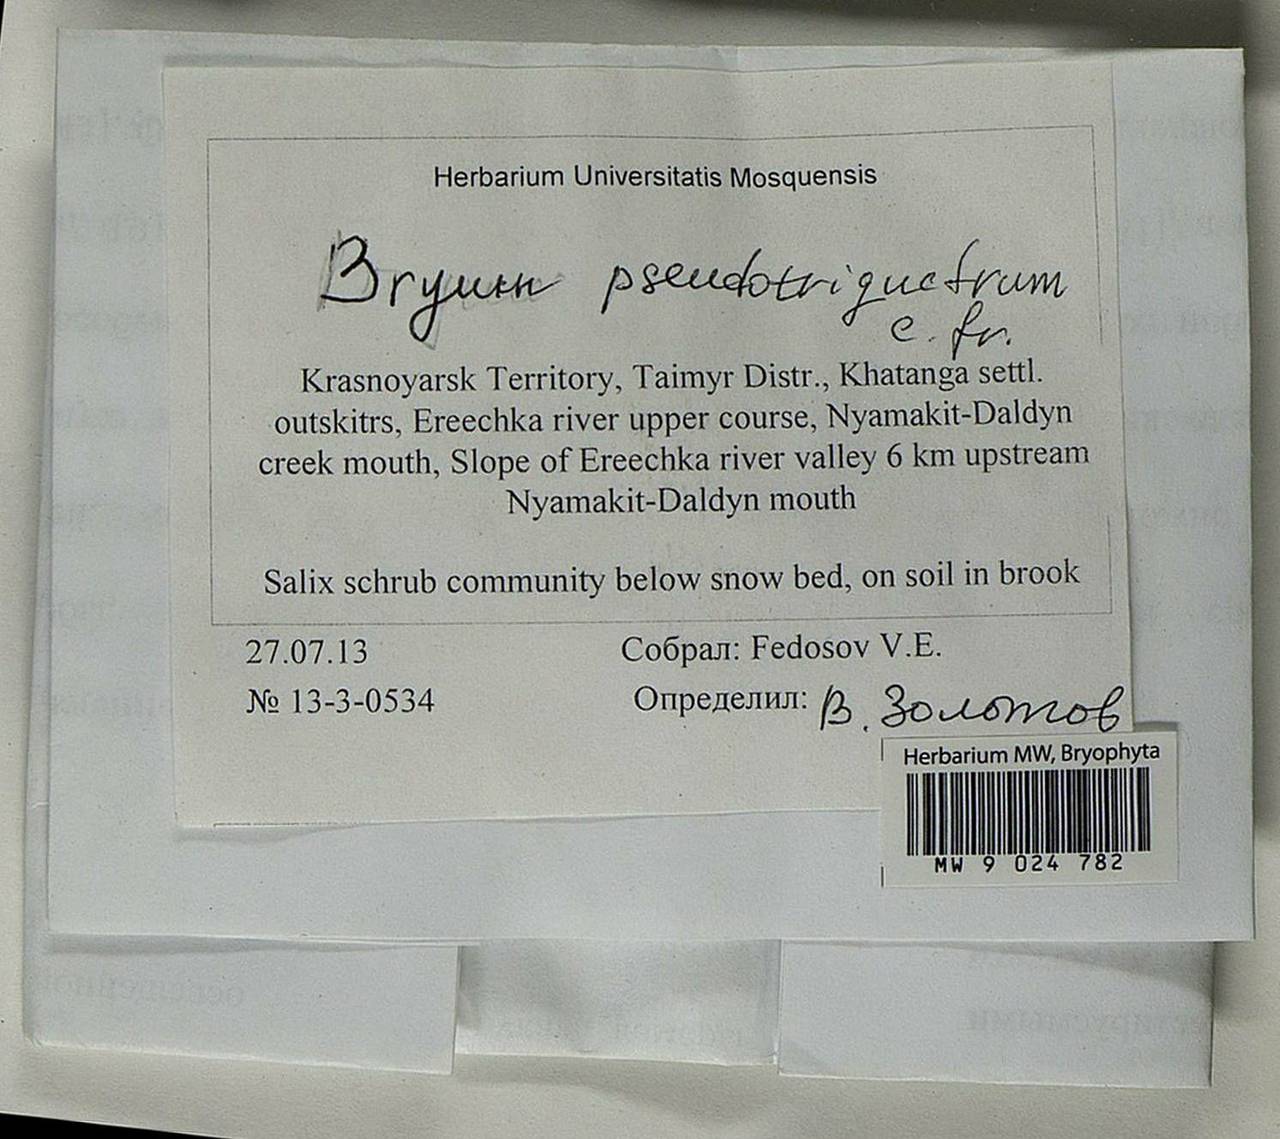 Herbarium Universitatis Mosquensis
Bryum pseudotriquetrum
c. fr.
Krasnoyarsk Territory, Taimyr Distr., Khatanga settl.
outskitrs, Ereechka river upper course, Nyamakit-Daldyn
creek mouth, Slope of Ereechka river valley 6 km upstream
Nyamakit-Daldyn mouth
Salix schrub community below snow bed, on soil in brook
27.07.13
Собрал: Fedosov V.E.
№ 13-3-0534
Определил: В. Золотов
Herbarium MW, Bryophyta
MW 9 024 782